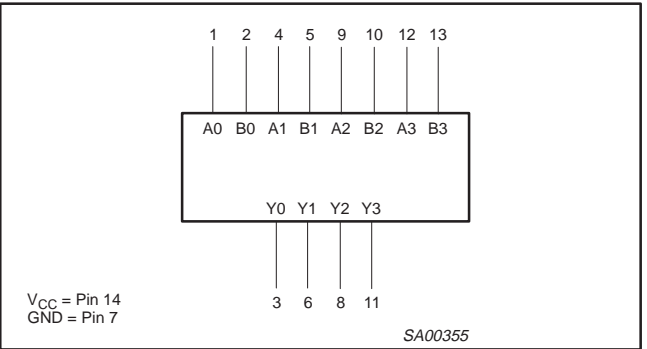 1 2 4 5 9 10 12 13
A0 B0 A1 B1 A2 B2 A3 B3
Y0 Y1 Y2 Y3
3 6 8 11
VCC = Pin 14
GND = Pin 7
SA00355